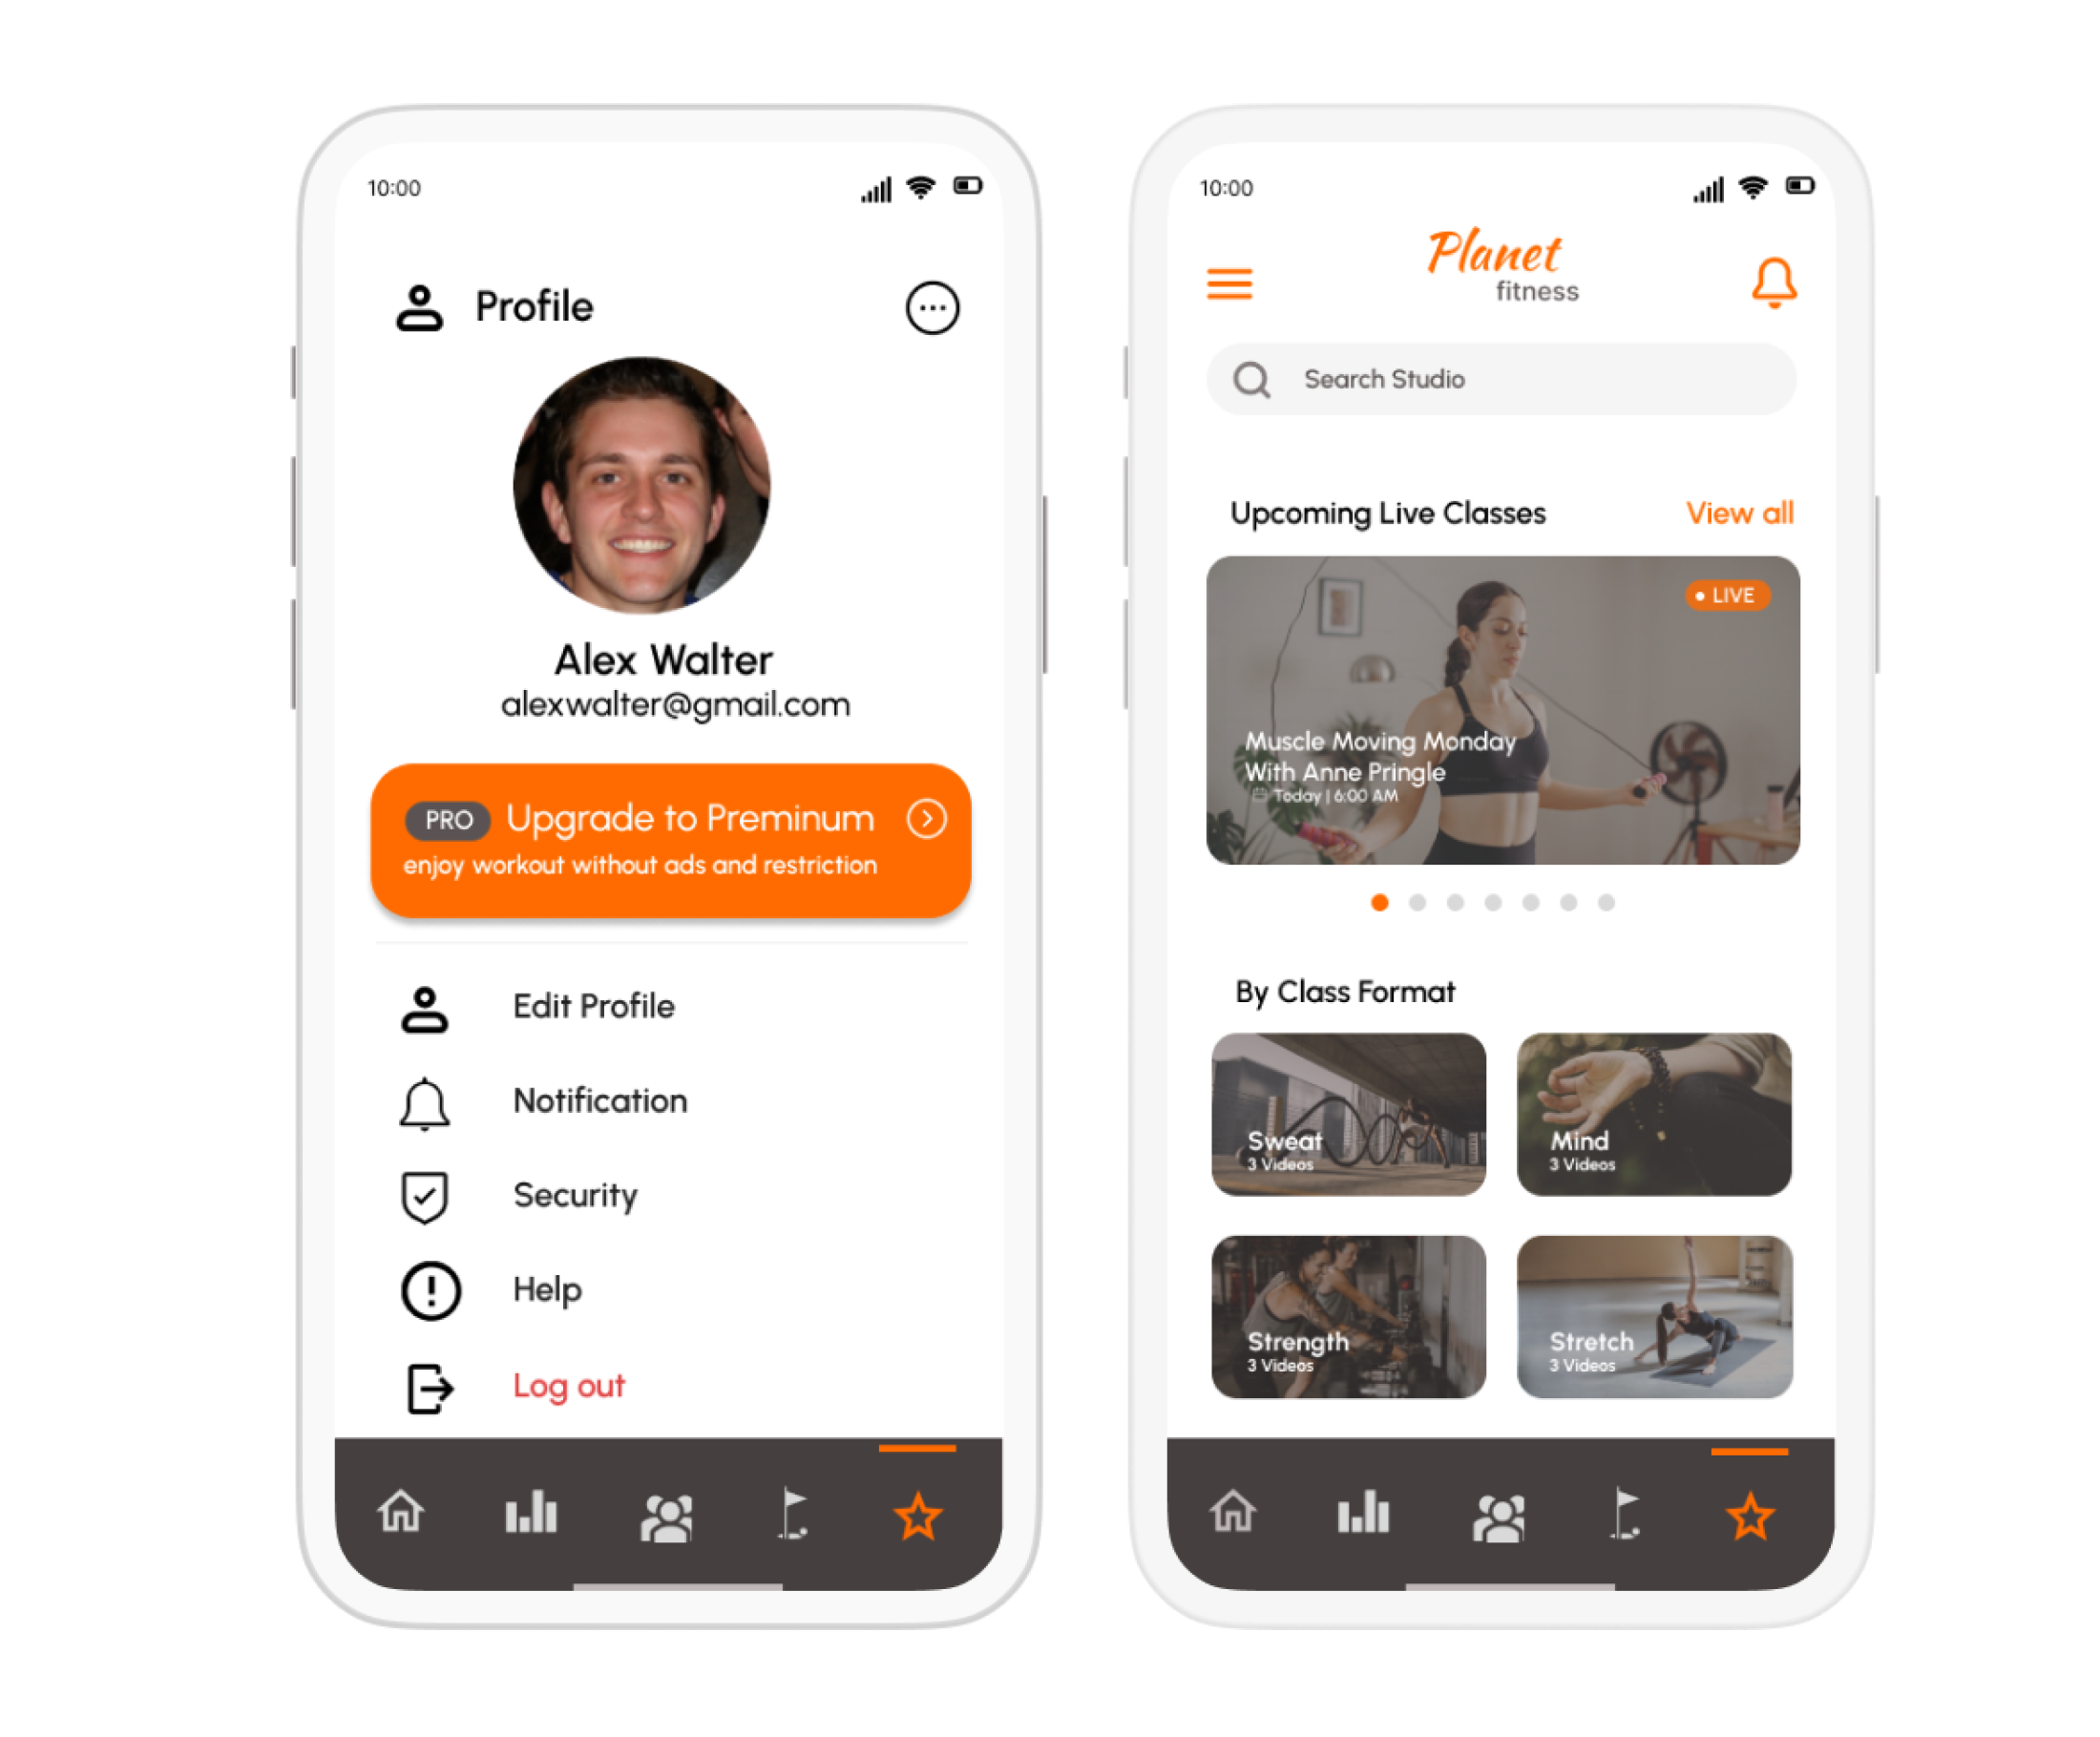 10:00
Profile
Alex Walter
alexwalter@gmail.com
PRO Upgrade to Preminum
enjoy workout without ads and restriction
Edit Profile
Notification
Security
Help
Log out
10:00
Planet
fitness
Search Studio
Upcoming Live Classes View all
LIVE
Muscle Moving Monday
With Anne Pringle
Today | 6:00 AM
By Class Format
Sweat
3 Videos
Mind
3 Videos
Strength
3 Videos
Stretch
3 Videos